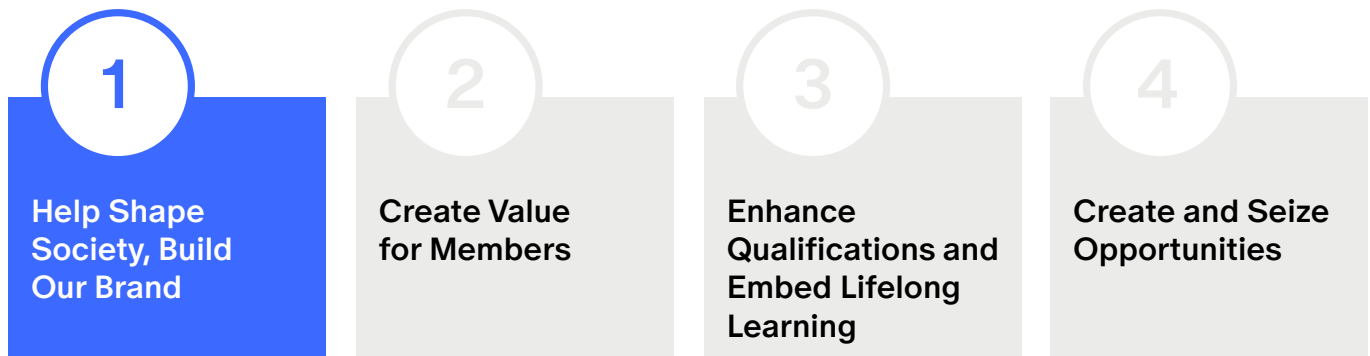 1
Help Shape
Society, Build
Our Brand
2
Create Value
for Members
3
Enhance
Qualifications and
Embed Lifelong
Learning
4
Create and Seize
Opportunities